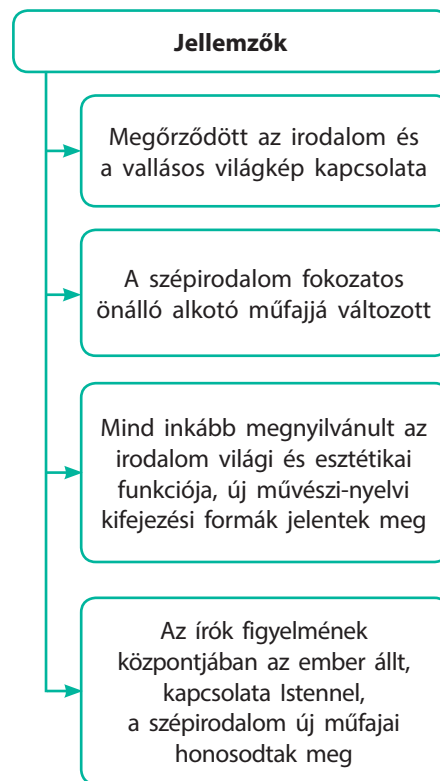 Jellemzők
Megőrződött az irodalom és
a vallásos világkép kapcsolata
A szépirodalom fokozatos
önálló alkotó műfajjá változott
Mind inkább megnyilvánult az
irodalom világi és esztétikai
funkciója, új művészi-nyelvi
kifejezési formák jelentek meg
Az írók figyelmének
központjában az ember állt,
kapcsolata Istennel,
a szépirodalom új műfajai
honosodtak meg